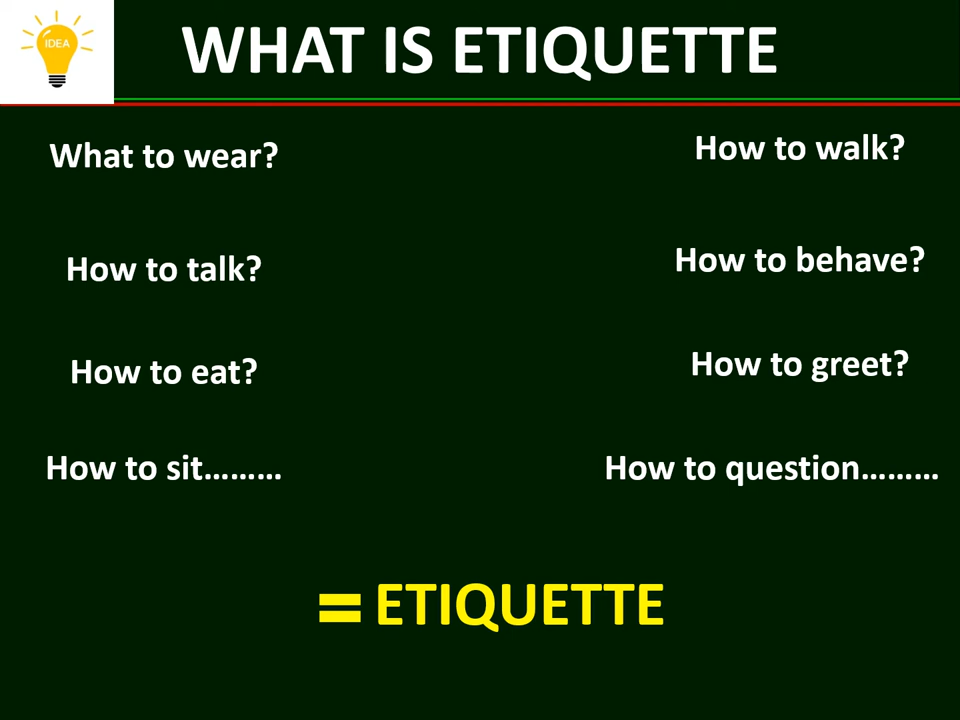 IDEA
WHAT IS ETIQUETTE
What to wear?
How to walk?
How to talk?
How to behave?
How to eat?
How to greet?
How to sit………
How to question………
= ETIQUETTE